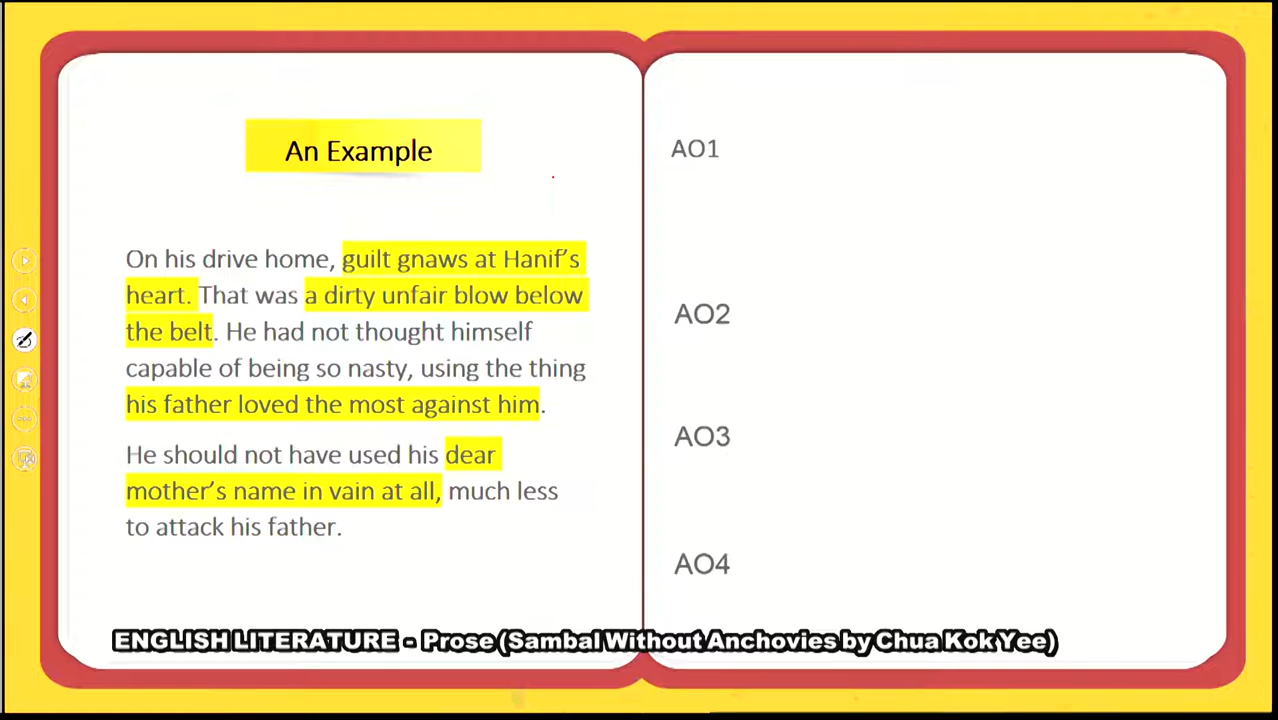 An Example
On his drive home, guilt gnaws at Hanif’s
heart. That was a dirty unfair blow below
the belt. He had not thought himself
capable of being so nasty, using the thing
his father loved the most against him.
He should not have used his dear
mother’s name in vain at all, much less
to attack his father.
AO1
AO2
AO3
AO4
ENGLISH LITERATURE - Prose (Sambal Without Anchovies by Chua Kok Yee)